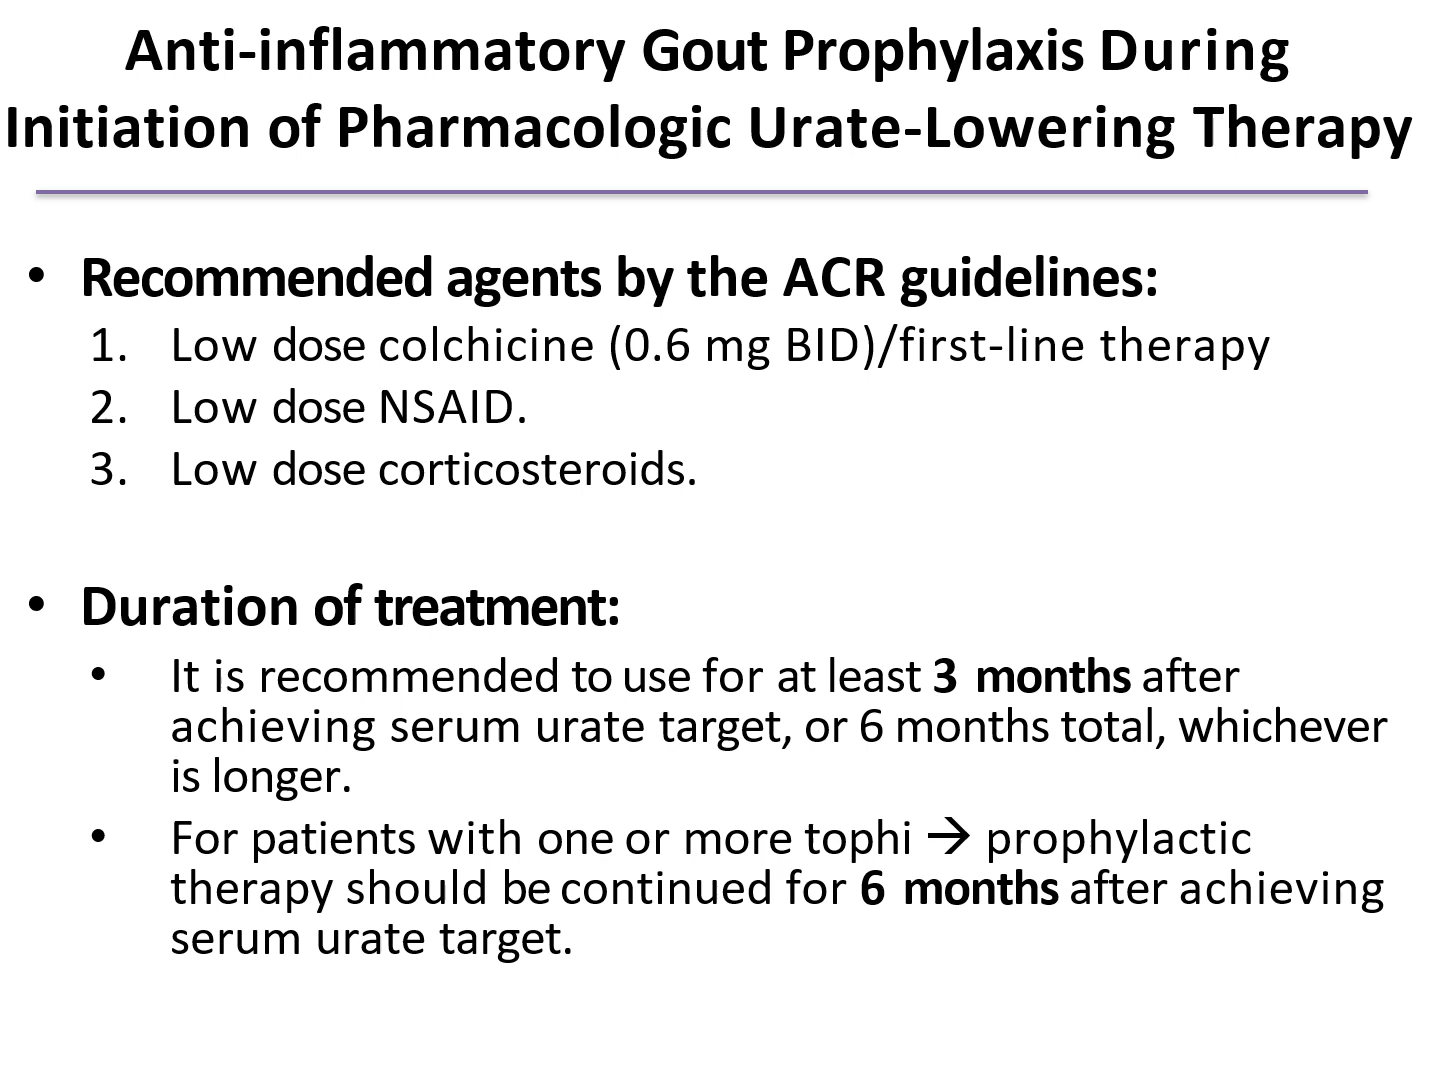 Anti-inflammatory Gout Prophylaxis During
Initiation of Pharmacologic Urate-Lowering Therapy
• Recommended agents by the ACR guidelines:
1. Low dose colchicine (0.6 mg BID)/first-line therapy
2. Low dose NSAID.
3. Low dose corticosteroids.
• Duration of treatment:
• It is recommended to use for at least 3 months after
achieving serum urate target, or 6 months total, whichever
is longer.
• For patients with one or more tophi → prophylactic
therapy should be continued for 6 months after achieving
serum urate target.